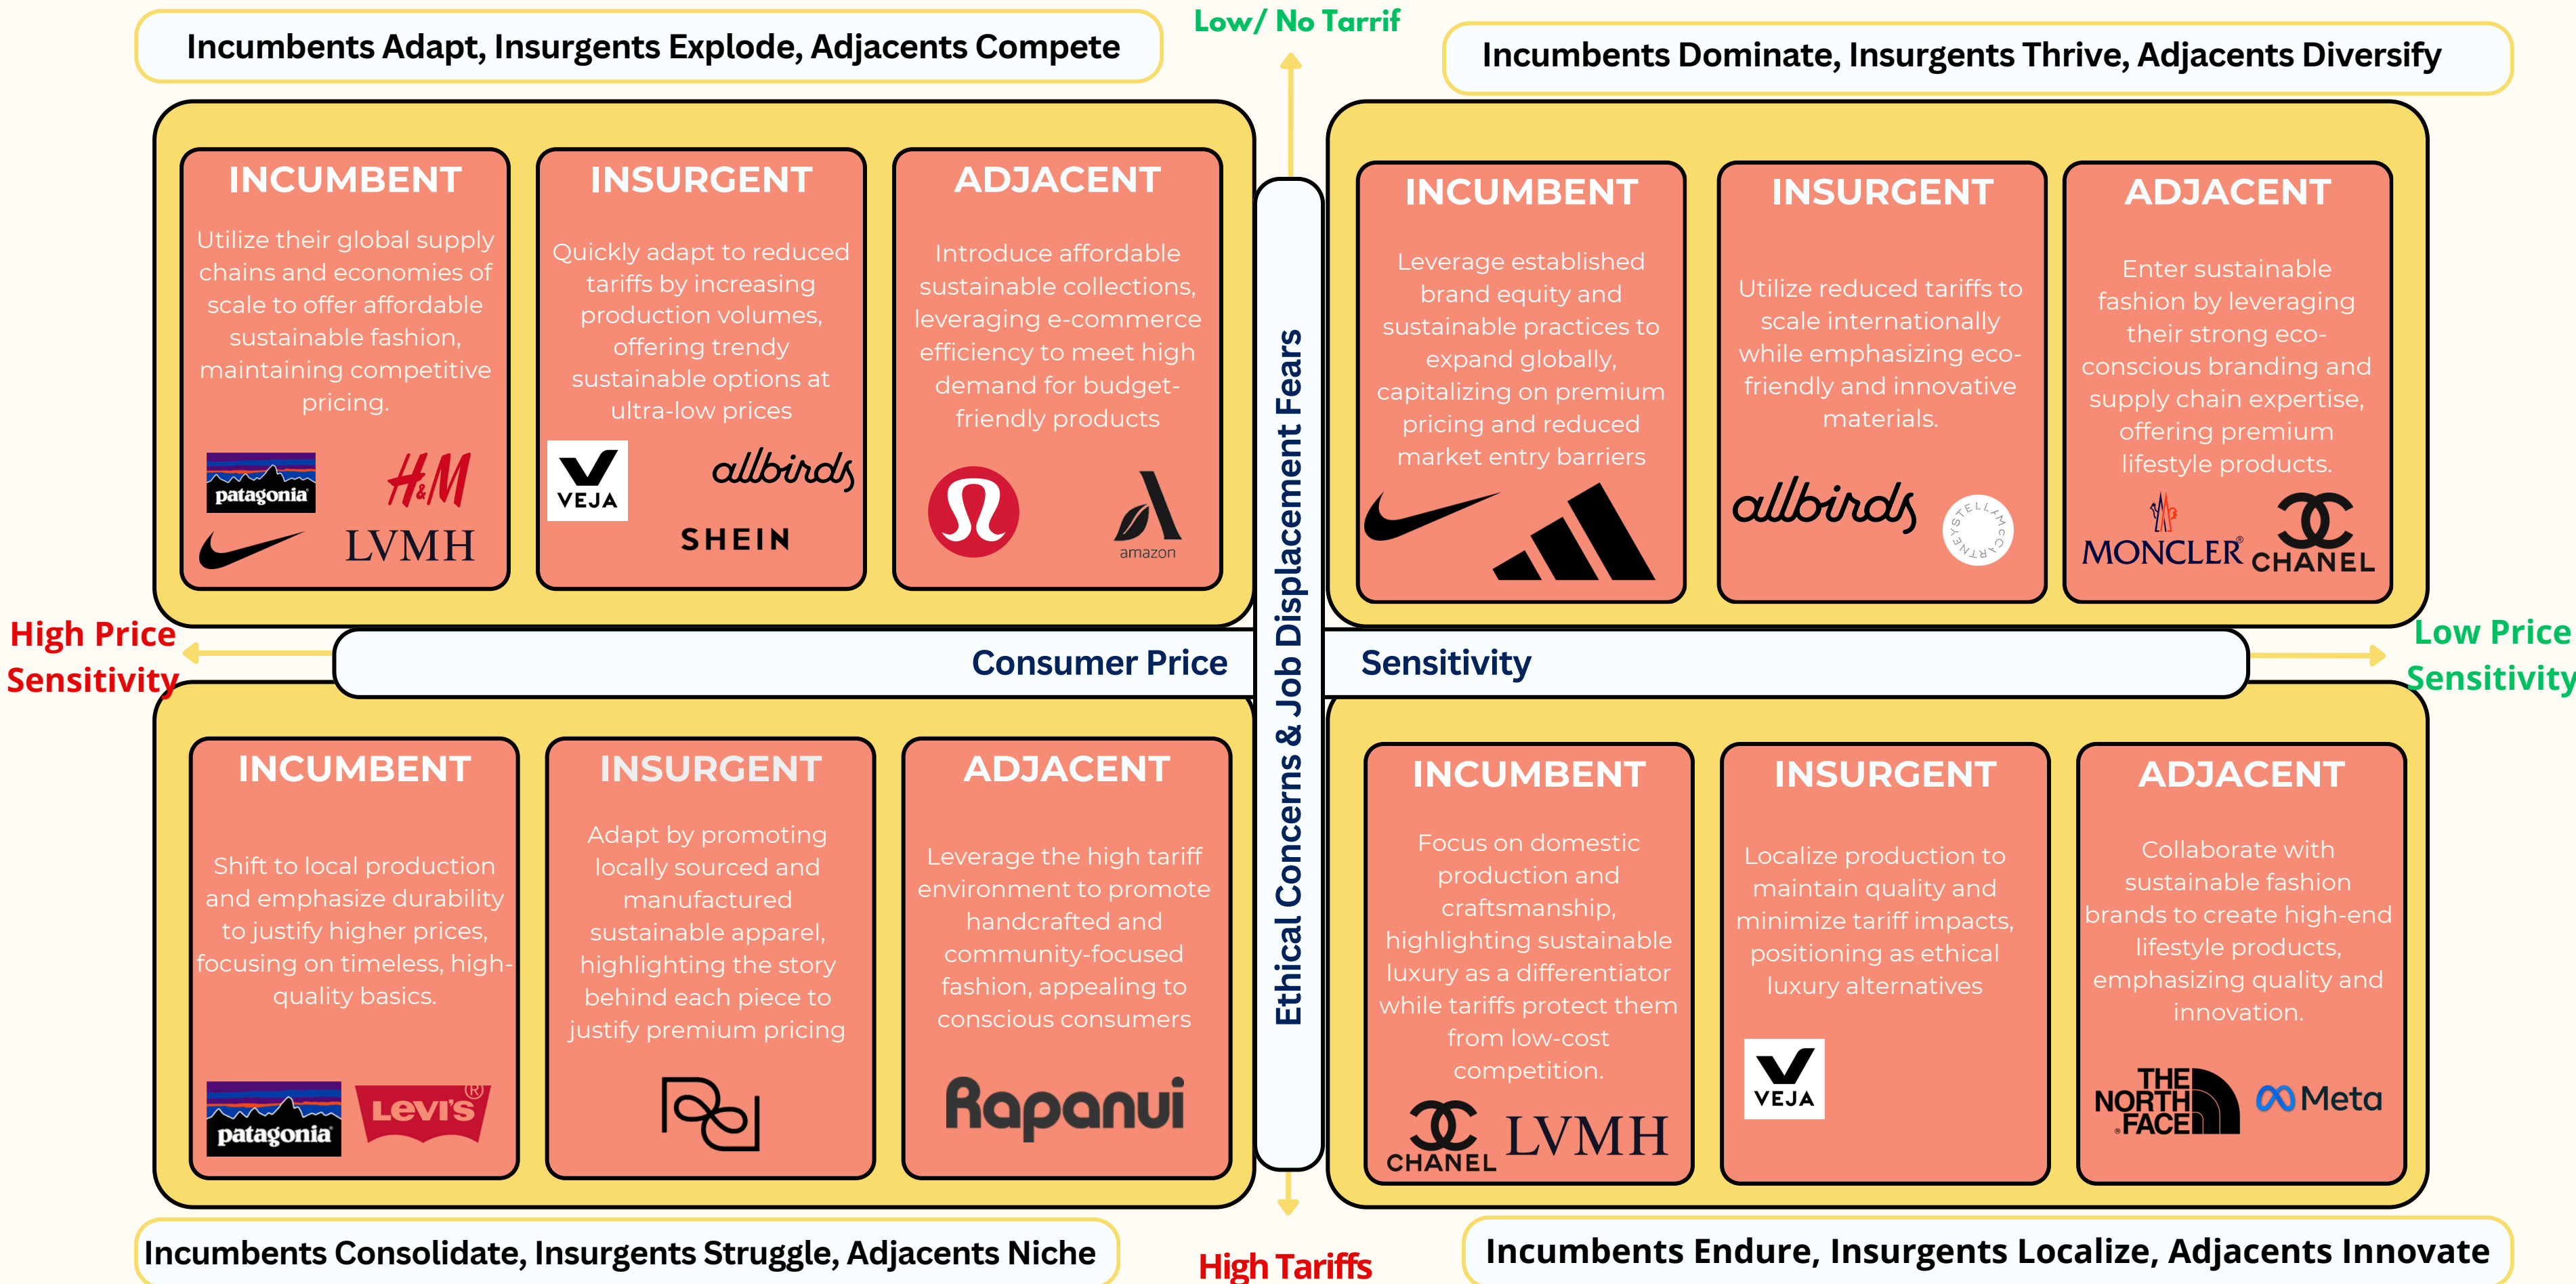 Low/ No Tarrif
Incumbents Adapt, Insurgents Explode, Adjacents Compete
INCUMBENT
Utilize their global supply
chains and economies of
scale to offer affordable
sustainable fashion,
maintaining competitive
pricing.
patagonia
H&M
LVMH
INSURGENT
Quickly adapt to reduced
tariffs by increasing
production volumes,
offering trendy
sustainable options at
ultra-low prices
VEJA
allbirds
SHEIN
ADJACENT
Introduce affordable
sustainable collections,
leveraging e-commerce
efficiency to meet high
demand for budget-
friendly products
amazon
Incumbents Dominate, Insurgents Thrive, Adjacents Diversify
INCUMBENT
Leverage established
brand equity and
sustainable practices to
expand globally,
capitalizing on premium
pricing and reduced
market entry barriers
INSURGENT
Utilize reduced tariffs to
scale internationally
while emphasizing eco-
friendly and innovative
materials.
allbirds
STELLA McCARTNEY
ADJACENT
Enter sustainable
fashion by leveraging
their strong eco-
conscious branding and
supply chain expertise,
offering premium
lifestyle products.
MONCLER®
CHANEL
Ethical Concerns & Job Displacement Fears
High Price
Sensitivity
Consumer Price Sensitivity
Low Price
Sensitivity
INCUMBENT
Shift to local production
and emphasize durability
to justify higher prices,
focusing on timeless, high-
quality basics.
patagonia
LEVI'S®
INSURGENT
Adapt by promoting
locally sourced and
manufactured
sustainable apparel,
highlighting the story
behind each piece to
justify premium pricing
ADJACENT
Leverage the high tariff
environment to promote
handcrafted and
community-focused
fashion, appealing to
conscious consumers
Rapanui
INCUMBENT
Focus on domestic
production and
craftsmanship,
highlighting sustainable
luxury as a differentiator
while tariffs protect them
from low-cost
competition.
CHANEL
LVMH
INSURGENT
Localize production to
maintain quality and
minimize tariff impacts,
positioning as ethical
luxury alternatives
VEJA
ADJACENT
Collaborate with
sustainable fashion
brands to create high-end
lifestyle products,
emphasizing quality and
innovation.
THE
NORTH
FACE®
Meta
Incumbents Consolidate, Insurgents Struggle, Adjacents Niche
High Tariffs
Incumbents Endure, Insurgents Localize, Adjacents Innovate